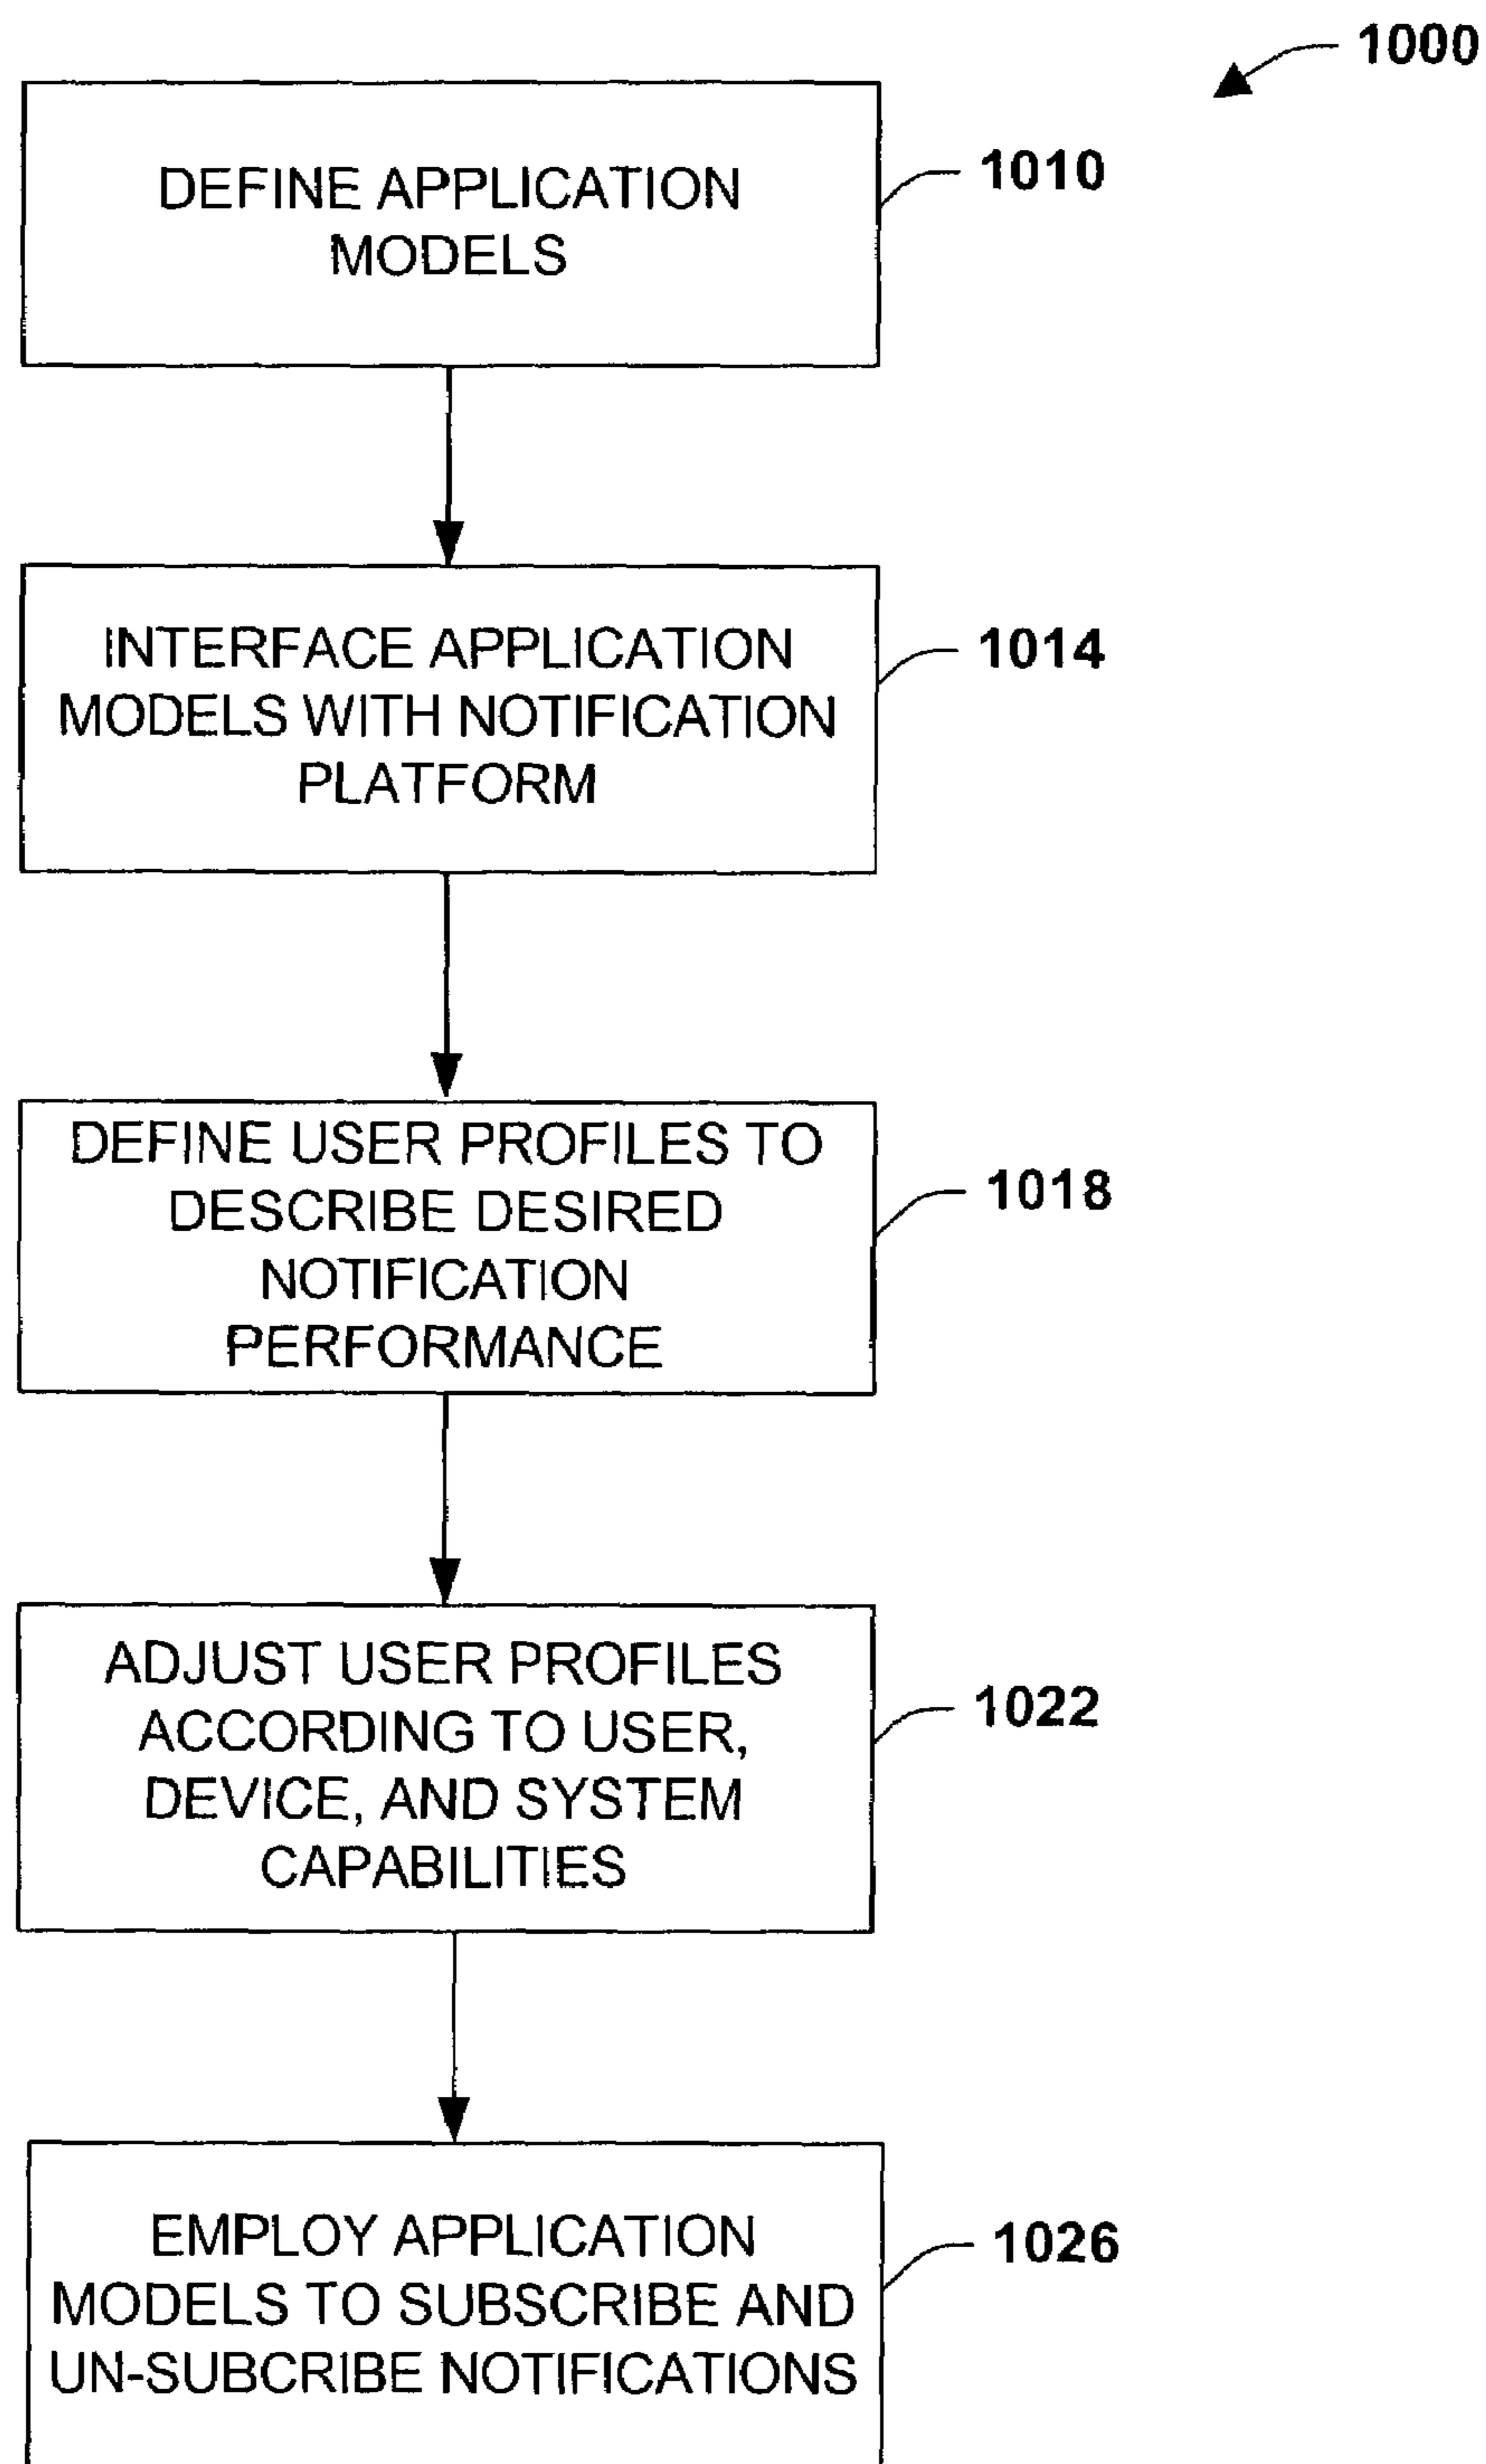 1000
DEFINE APPLICATION
MODELS
1010
INTERFACE APPLICATION
MODELS WITH NOTIFICATION
PLATFORM
1014
DEFINE USER PROFILES TO
DESCRIBE DESIRED
NOTIFICATION
PERFORMANCE
1018
ADJUST USER PROFILES
ACCORDING TO USER,
DEVICE, AND SYSTEM
CAPABILITIES
1022
EMPLOY APPLICATION
MODELS TO SUBSCRIBE AND
UN-SUBCRIBE NOTIFICATIONS
1026